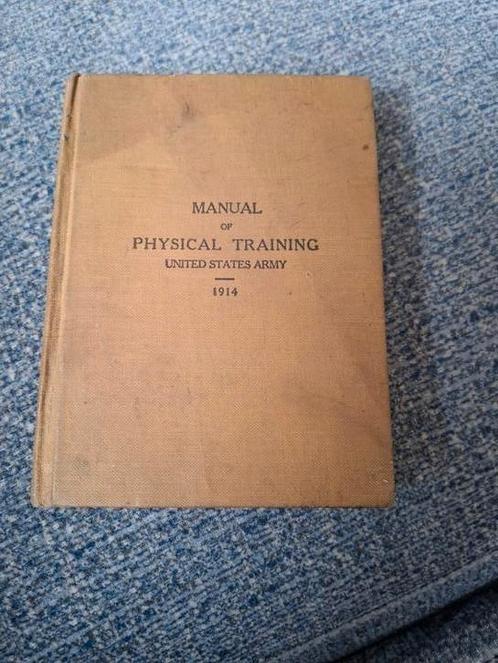 MANUAL
OF
PHYSICAL TRAINING
UNITED STATES ARMY
1914